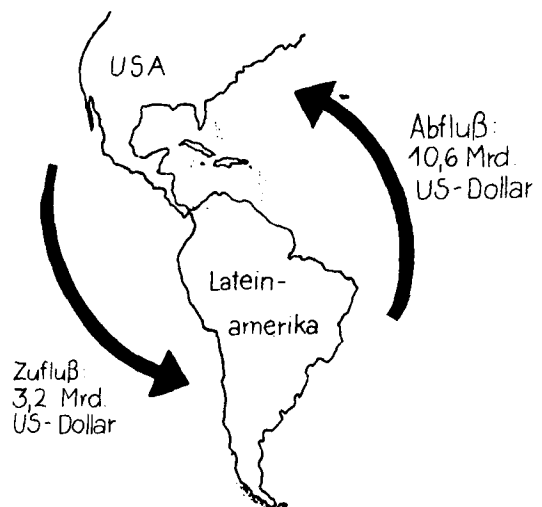 USA
Abfluß:
10,6 Mrd.
US-Dollar
Latein-
amerika
Zufluß:
3,2 Mrd.
US-Dollar